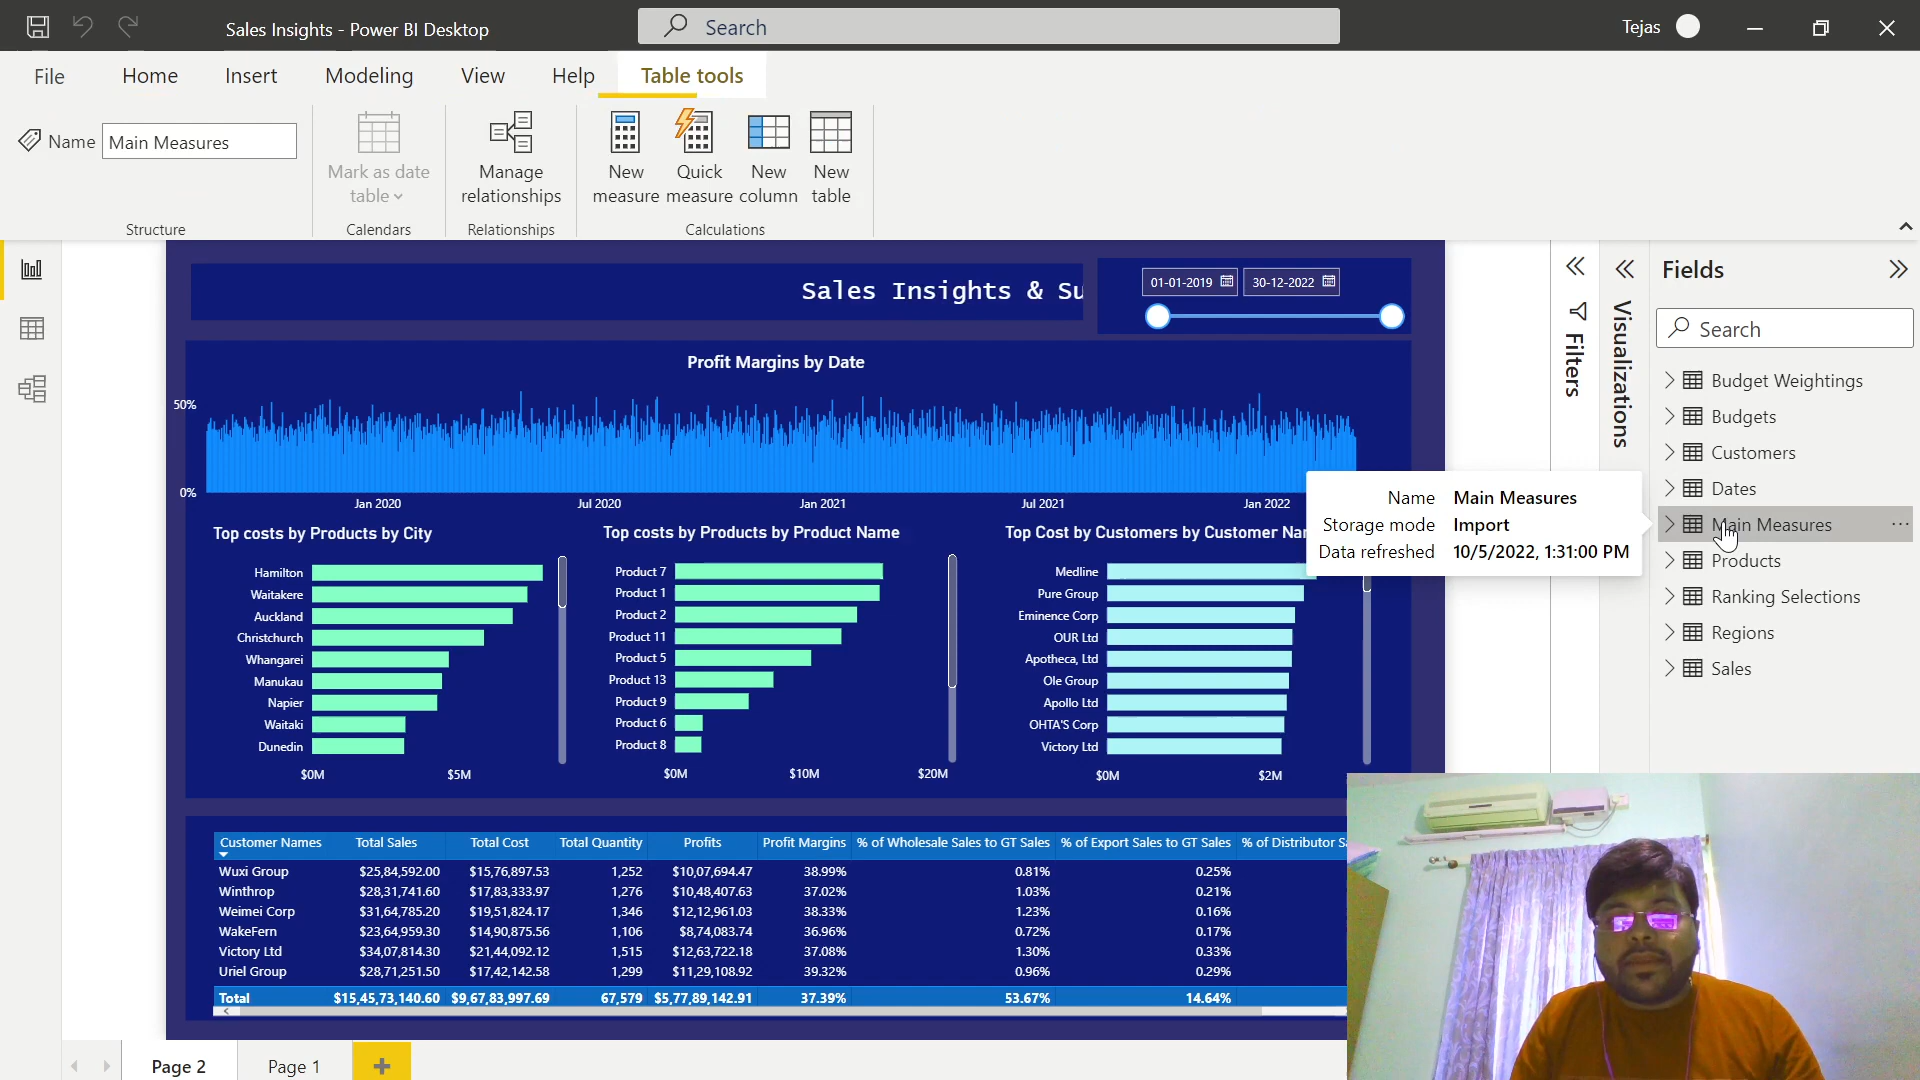 Sales Insights - Power BI Desktop
Search
Tejas
File Home Insert Modeling View Help Table tools
Name Main Measures
Mark as date table
Manage relationships
New measure
Quick measure
New column
New table
Structure
Calendars
Relationships
Calculations
Sales Insights & Su
01-01-2019 30-12-2022
Profit Margins by Date
50%
0%
Jan 2020 Jul 2020 Jan 2021 Jul 2021 Jan 2022
Top costs by Products by City
Hamilton
Waitakere
Auckland
Christchurch
Whangarei
Manukau
Napier
Waitaki
Dunedin
$0M $5M
Top costs by Products by Product Name
Product 7
Product 1
Product 2
Product 11
Product 5
Product 13
Product 9
Product 6
Product 8
$0M $10M $20M
Top Cost by Customers by Customer Nar
Medline
Pure Group
Eminence Corp
OUR Ltd
Apotheca, Ltd
Ole Group
Apollo Ltd
OHTA'S Corp
Victory Ltd
$0M $2M
Customer Names Total Sales Total Cost Total Quantity Profits Profit Margins % of Wholesale Sales to GT Sales % of Export Sales to GT Sales % of Distributor Sa
Wuxi Group $25,84,592.00 $15,76,897.53 1,252 $10,07,694.47 38.99% 0.81% 0.25%
Winthrop $28,31,741.60 $17,83,333.97 1,276 $10,48,407.63 37.02% 1.03% 0.21%
Weimei Corp $31,64,785.20 $19,51,824.17 1,346 $12,12,961.03 38.33% 1.23% 0.16%
WakeFern $23,64,959.30 $14,90,875.56 1,106 $8,74,083.74 36.96% 0.72% 0.17%
Victory Ltd $34,07,814.30 $21,44,092.12 1,515 $12,63,722.18 37.08% 1.30% 0.33%
Uriel Group $28,71,251.50 $17,42,142.58 1,299 $11,29,108.92 39.32% 0.96% 0.29%
Total $15,45,73,140.60 $9,67,83,997.69 67,579 $5,77,89,142.91 37.39% 53.67% 14.64%
Page 2 Page 1
Filters
Visualizations
Fields
Search
Budget Weightings
Budgets
Customers
Dates
Main Measures
Products
Ranking Selections
Regions
Sales
Name Main Measures
Storage mode Import
Data refreshed 10/5/2022, 1:31:00 PM